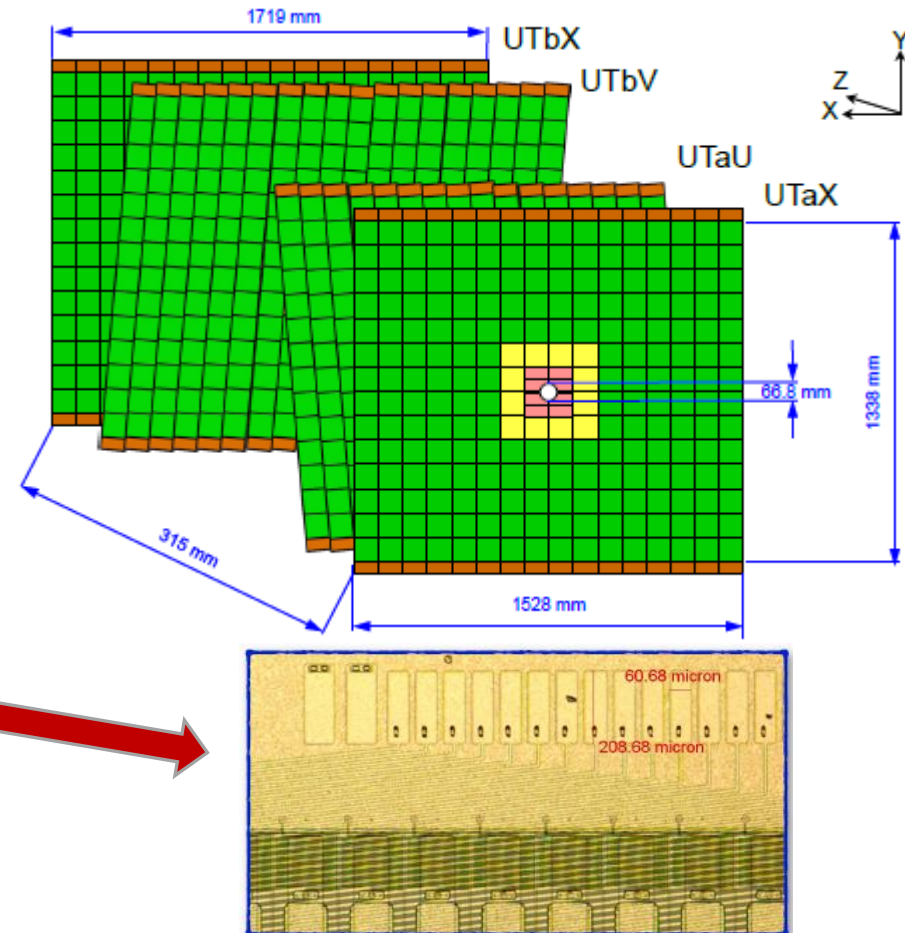 1719 mm
UTbX
UTbV
UTaU
UTaX
Y
Z
X
66.8 mm
1338 mm
315 mm
1528 mm
60.68 micron
208.68 micron